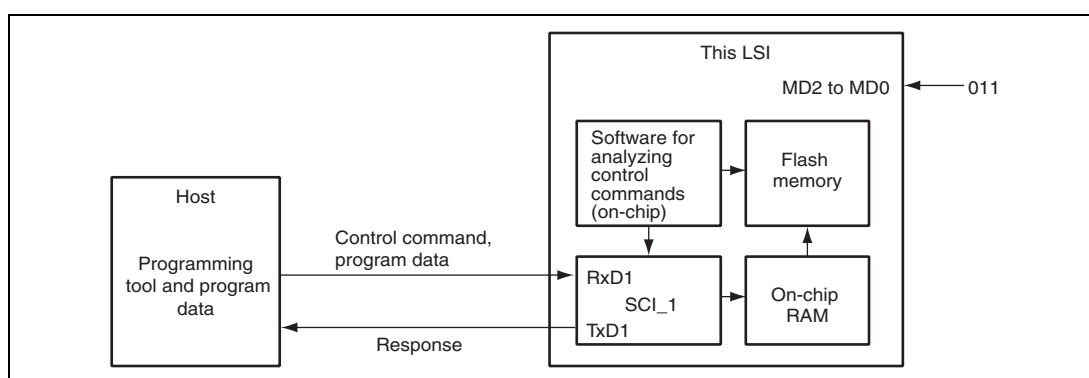 This LSI
MD2 to MD0
011
Software for
analyzing
control
commands
(on-chip)
Flash
memory
Host
Programming
tool and program
data
Control command,
program data
Response
RxD1
SCI_1
TxD1
On-chip
RAM